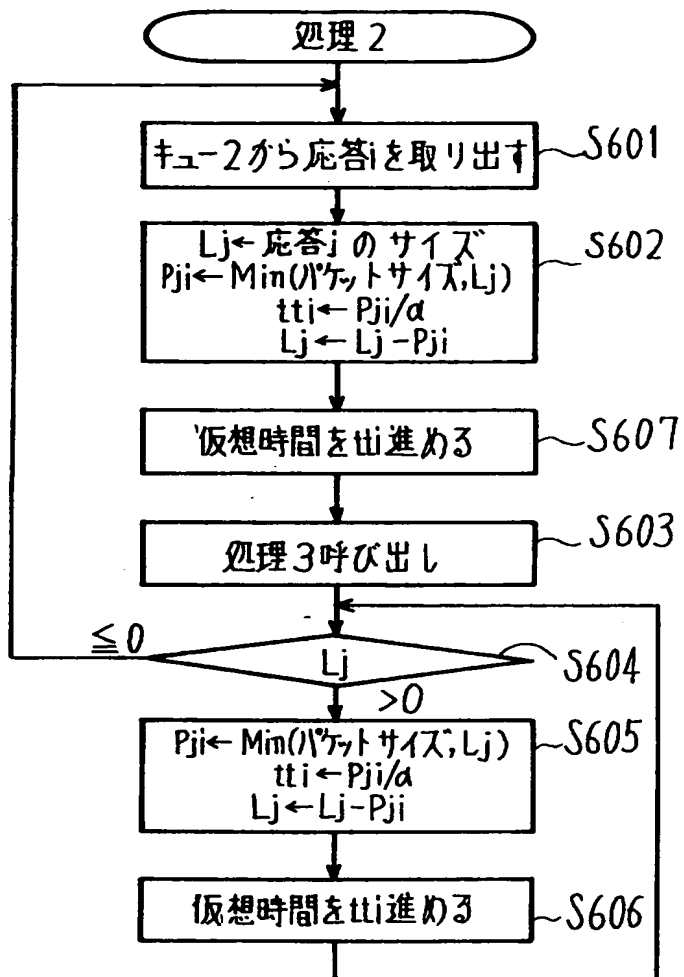 処理2
キュー2から応答iを取り出す
S601
Lj←応答jのサイズ
Pji←Min(パケットサイズ,Lj)
tti←Pji/α
Lj←Lj-Pji
S602
仮想時間をtti進める
S607
処理3呼び出し
S603
≦0
Lj
S604
>0
Pji←Min(パケットサイズ,Lj)
tti←Pji/α
Lj←Lj-Pji
S605
仮想時間をtti進める
S606